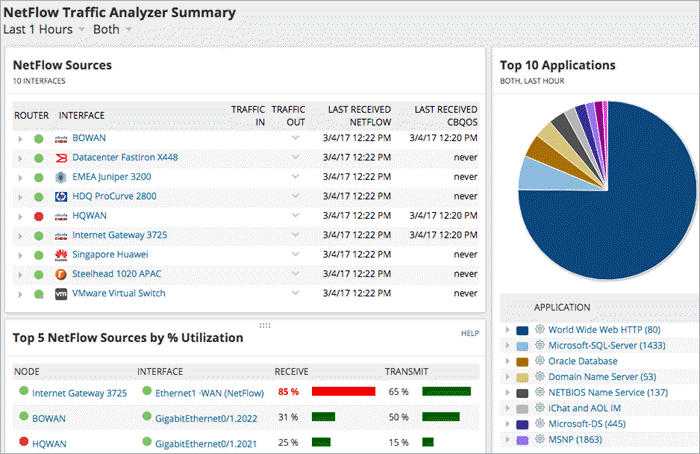 NetFlow Traffic Analyzer Summary
Last 1 Hours Both
NetFlow Sources
10 INTERFACES
ROUTER INTERFACE TRAFFIC IN TRAFFIC OUT LAST RECEIVED NETFLOW LAST RECEIVED CBQOS
BOWAN 3/4/17 12:22 PM 3/4/17 12:20 PM
Datacenter FastIron X448 3/4/17 12:22 PM never
EMEA Juniper 3200 3/4/17 12:22 PM never
HDQ ProCurve 2800 3/4/17 12:22 PM never
HQWAN 3/4/17 12:22 PM 3/4/17 12:20 PM
Internet Gateway 3725 3/4/17 12:22 PM 3/4/17 12:20 PM
Singapore Huawei 3/4/17 12:22 PM never
Steelhead 1020 APAC 3/4/17 12:22 PM never
vm VMware Virtual Switch 3/4/17 12:22 PM never
Top 5 NetFlow Sources by % Utilization HELP
NODE INTERFACE RECEIVE TRANSMIT
Internet Gateway 3725 Ethernet1 -WAN (NetFlow) 85 % 65 %
BOWAN GigabitEthernet0/1.2022 31 % 50 %
HQWAN GigabitEthernet0/1.2021 25 % 15 %
Top 10 Applications
BOTH, LAST HOUR
APPLICATION
World Wide Web HTTP (80)
Microsoft-SQL-Server (1433)
Oracle Database
Domain Name Server (53)
NETBIOS Name Service (137)
iChat and AOL IM
Microsoft-DS (445)
MSNP (1863)